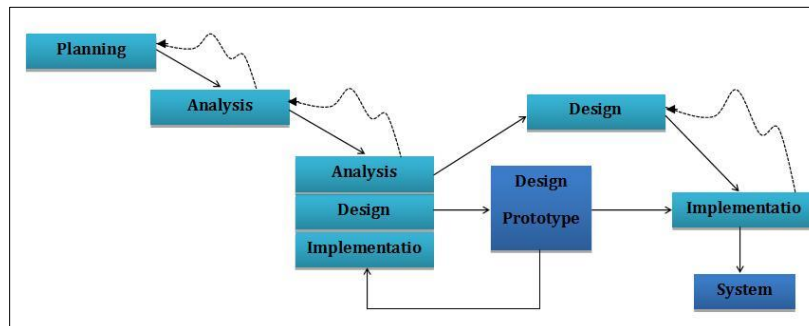 Planning
Analysis
Analysis
Design
Implementatio
Design
Prototype
Design
Implementatio
System